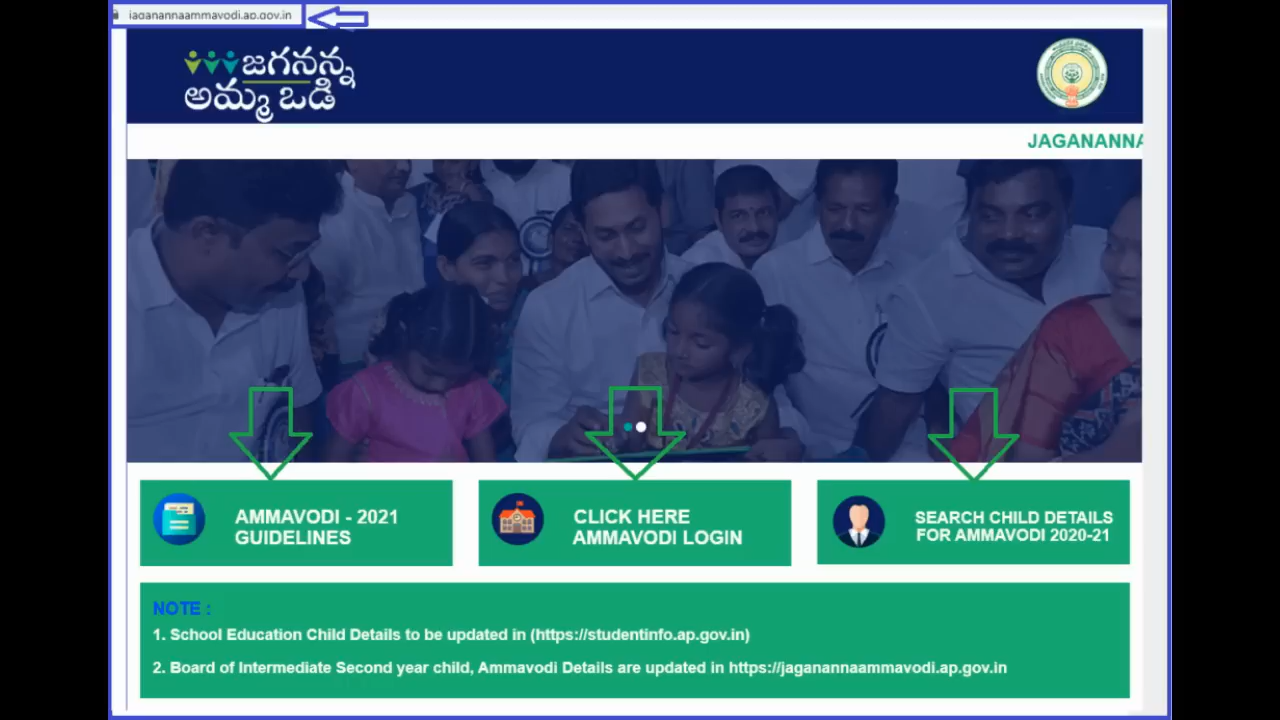 jaganannaammavodi.ap.gov.in
జగనన్న
అమ్మ ఒడి
JAGANANNA
AMMAVODI - 2021
GUIDELINES
CLICK HERE
AMMAVODI LOGIN
SEARCH CHILD DETAILS
FOR AMMAVODI 2020-21
NOTE :
1. School Education Child Details to be updated in (https://studentinfo.ap.gov.in)
2. Board of Intermediate Second year child, Ammavodi Details are updated in https://jaganannaammavodi.ap.gov.in